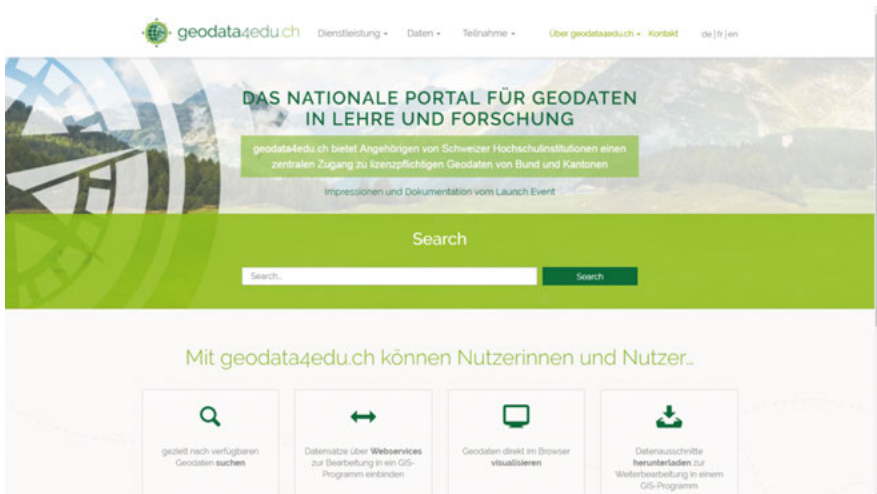 geodata4edu.ch Dienstleistung Daten Teilnahme Über geodata4edu.ch Kontakt de | fr | en
DAS NATIONALE PORTAL FÜR GEODATEN
IN LEHRE UND FORSCHUNG
geodata4edu.ch bietet Angehörigen von Schweizer Hochschulinstitutionen einen
zentralen Zugang zu lizenzpflichtigen Geodaten von Bund und Kantonen
Impressionen und Dokumentation vom Launch Event
Search
Search... Search
Mit geodata4edu.ch können Nutzerinnen und Nutzer...
gezielt nach verfügbaren
Geodaten suchen
Datensätze über Webservices
zur Bearbeitung in ein GIS-
Programm einbinden
Geodaten direkt im Browser
visualisieren
Datenausschnitte
herunterladen zur
Weiterbearbeitung in einem
GIS-Programm